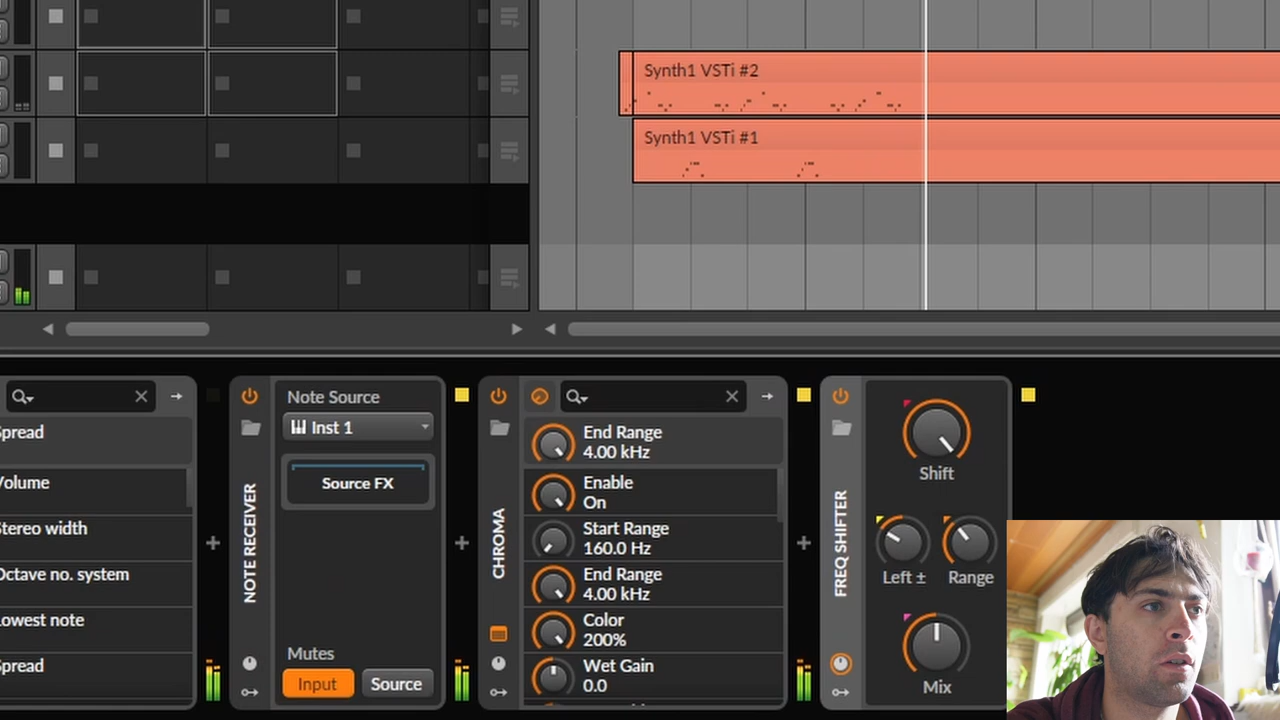 Synth1 VSTi #2
Synth1 VSTi #1
Spread
Volume
Stereo width
Octave no. system
Lowest note
Spread
NOTE RECEIVER
Note Source
Inst 1
Source FX
Mutes
Input
Source
CHROMA
End Range
4.00 kHz
Enable
On
Start Range
160.0 Hz
End Range
4.00 kHz
Color
200%
Wet Gain
0.0
FREQ SHIFTER
Shift
Left ±
Range
Mix